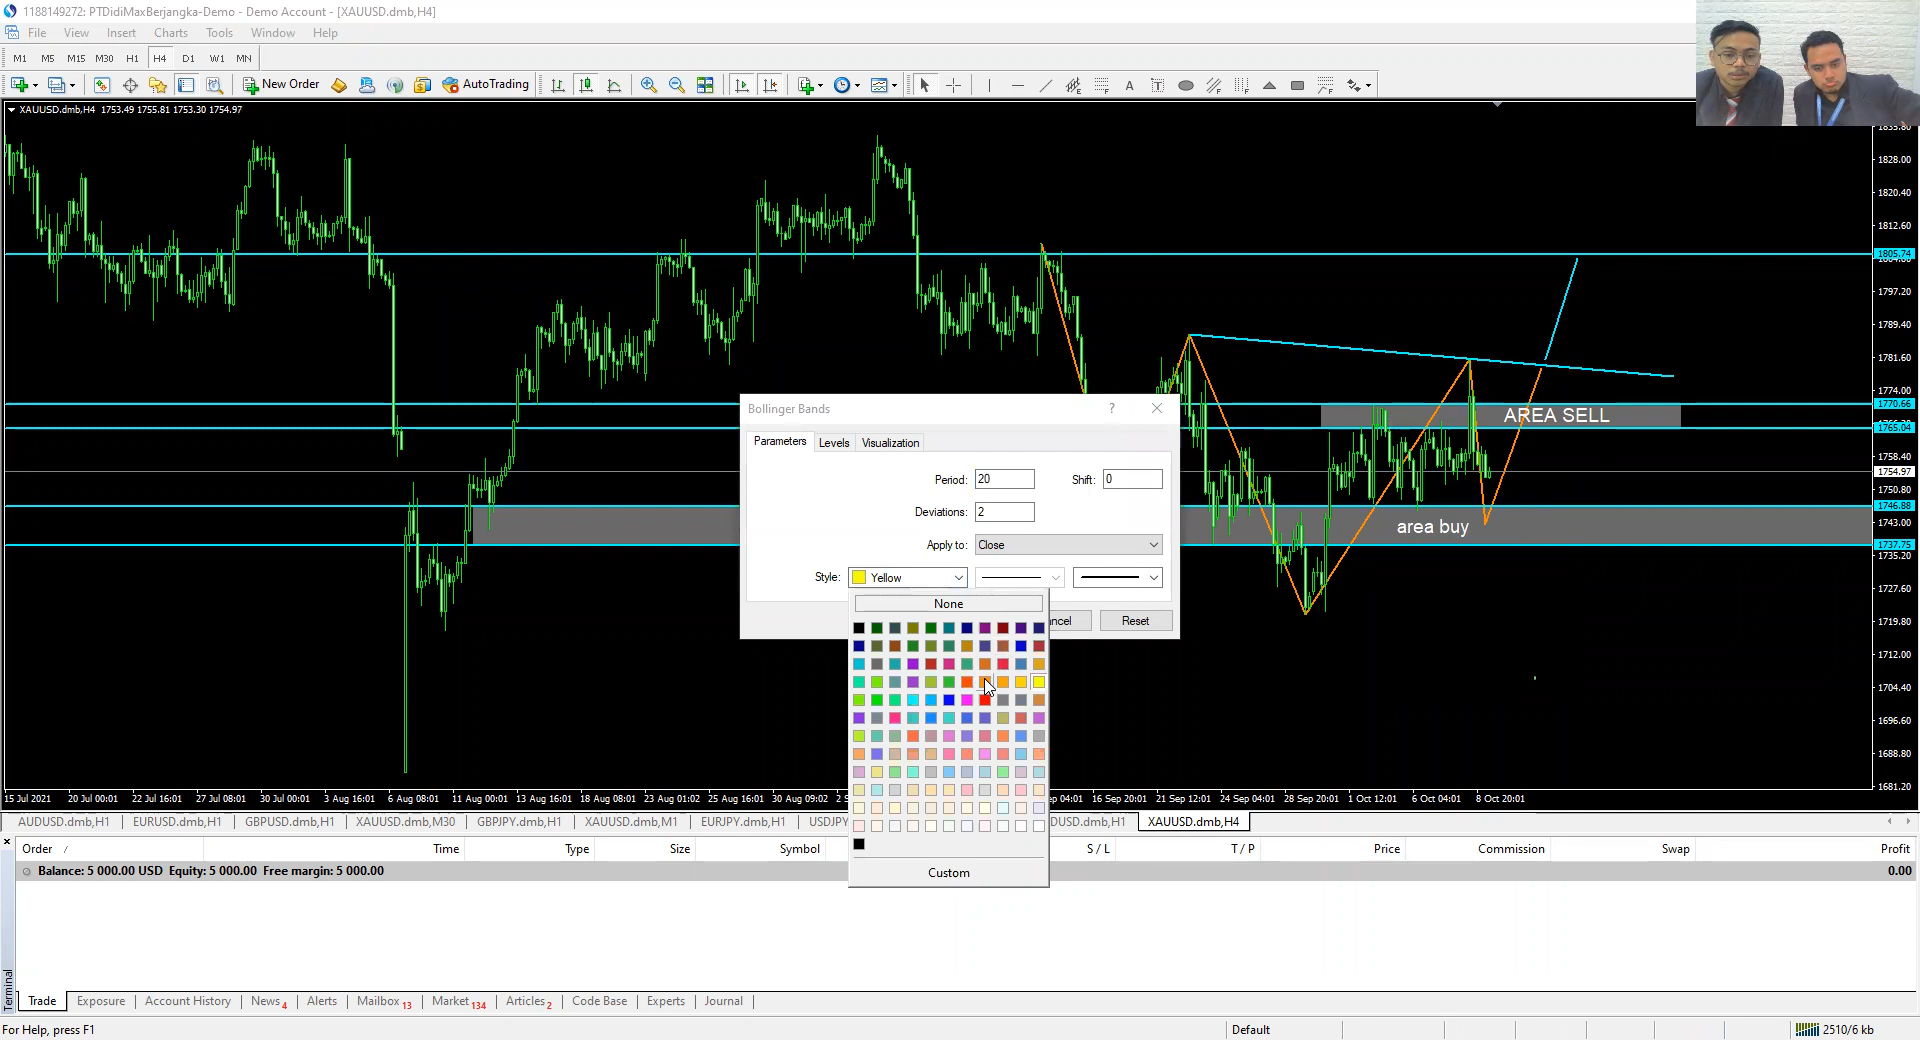 1188149272: PTDidiMaxBerjangka-Demo - Demo Account - [XAUUSD.dmb,H4]
File View Insert Charts Tools Window Help
M1 M5 M15 M30 H1 H4 D1 W1 MN
New Order AutoTrading
XAUUSD.dmb,H4 1753.49 1755.81 1753.30 1754.97
1835.80
1828.00
1820.40
1812.60
1805.74
1797.20
1789.40
1781.60
1774.00
1770.66
AREA SELL
1765.04
1758.40
1754.97
1750.80
1746.88
1743.00
area buy
1737.75
1735.20
1727.60
1719.80
1712.00
1704.40
1696.60
1688.80
1681.20
Bollinger Bands ?
Parameters Levels Visualization
Period: 20 Shift: 0
Deviations: 2
Apply to: Close
Style: Yellow
None
Reset
Custom
15 Jul 2021 20 Jul 00:01 22 Jul 16:01 27 Jul 08:01 30 Jul 00:01 3 Aug 16:01 6 Aug 08:01 11 Aug 00:01 13 Aug 16:01 18 Aug 08:01 23 Aug 01:02 25 Aug 16:01 30 Aug 09:02 2 S ep 04:01 16 Sep 20:01 21 Sep 12:01 24 Sep 04:01 28 Sep 20:01 1 Oct 12:01 6 Oct 04:01 8 Oct 20:01
AUDUSD.dmb,H1 EURUSD.dmb,H1 GBPUSD.dmb,H1 XAUUSD.dmb,M30 GBPJPY.dmb,H1 XAUUSD.dmb,M1 EURJPY.dmb,H1 USDJPY DUSD.dmb,H1 XAUUSD.dmb,H4
Order / Time Type Size Symbol S / L T / P Price Commission Swap Profit
Balance: 5 000.00 USD Equity: 5 000.00 Free margin: 5 000.00 0.00
Terminal
Trade Exposure Account History News 4 Alerts Mailbox 13 Market 134 Articles 2 Code Base Experts Journal
For Help, press F1 Default 2510/6 kb